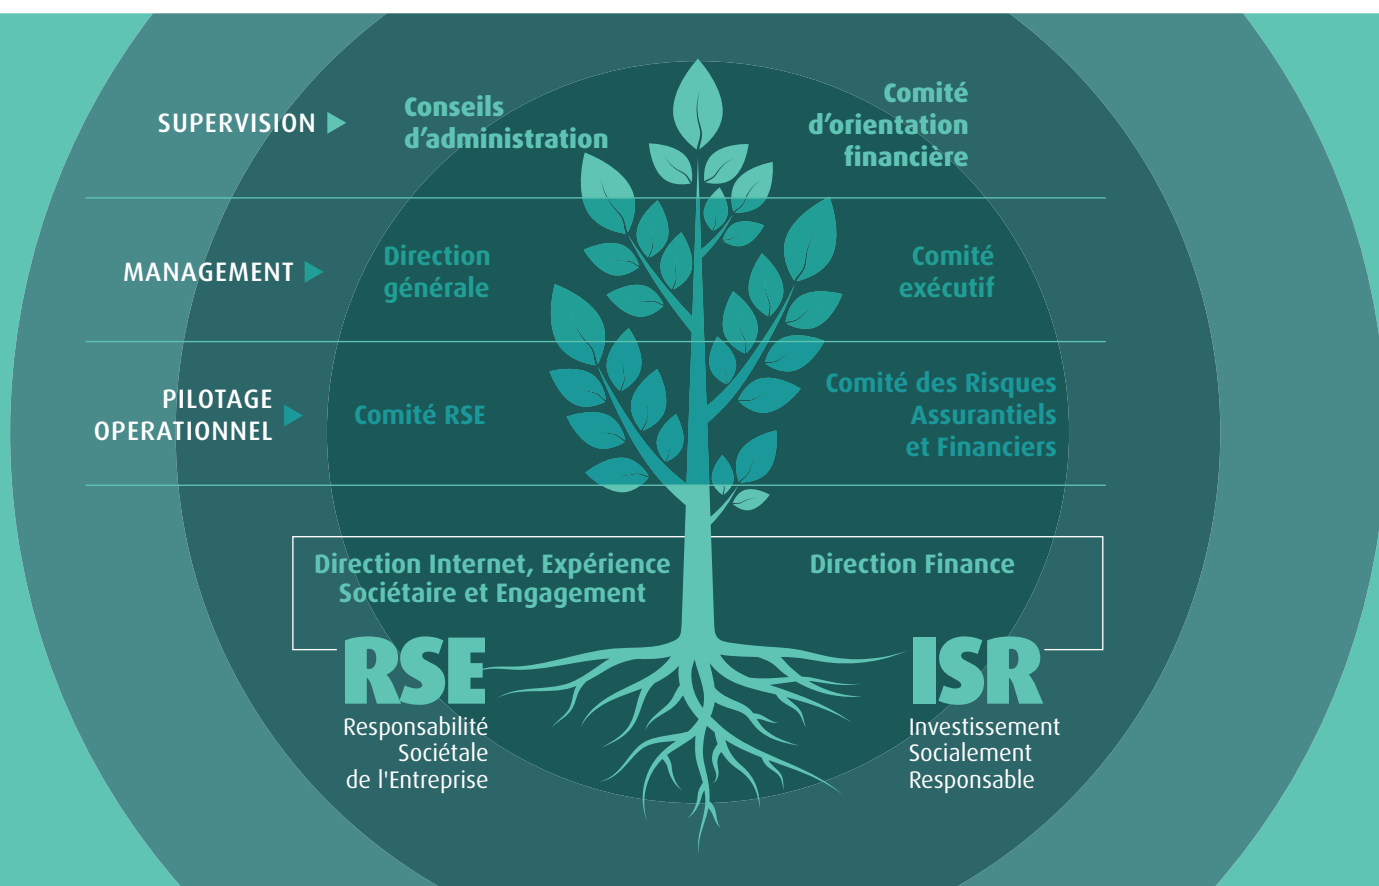 SUPERVISION
Conseils
d’administration
Comité
d’orientation
financière
MANAGEMENT
Direction
générale
Comité
exécutif
PILOTAGE
OPERATIONNEL
Comité RSE
Comité des Risques
Assurantiels
et Financiers
Direction Internet, Expérience
Sociétaire et Engagement
Direction Finance
RSE
Responsabilité
Sociétale
de l'Entreprise
ISR
Investissement
Socialement
Responsable